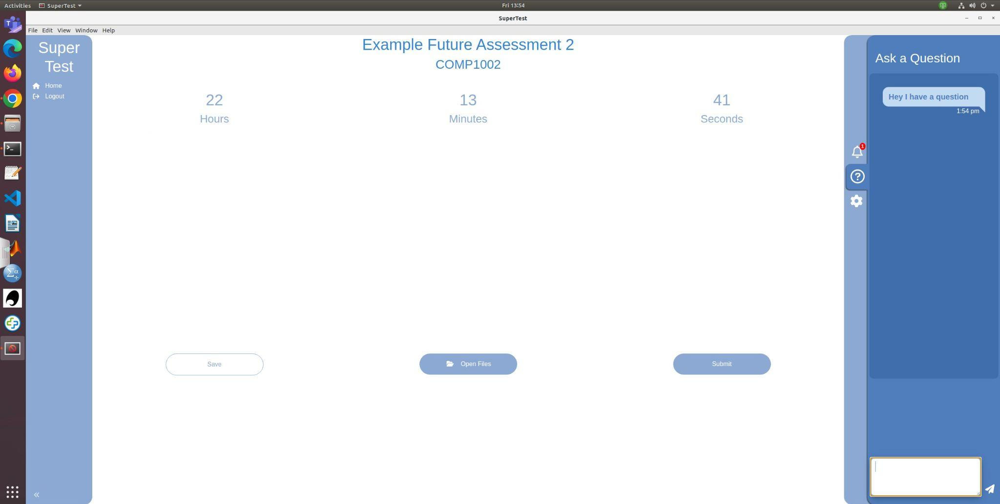 Activities SuperTest Fri 13:54
SuperTest
File Edit View Window Help
Super
Test
Home
Logout
Example Future Assessment 2
COMP1002
22 13 41
Hours Minutes Seconds
Save Open Files Submit
1
Ask a Question
Hey I have a question
1:54 pm